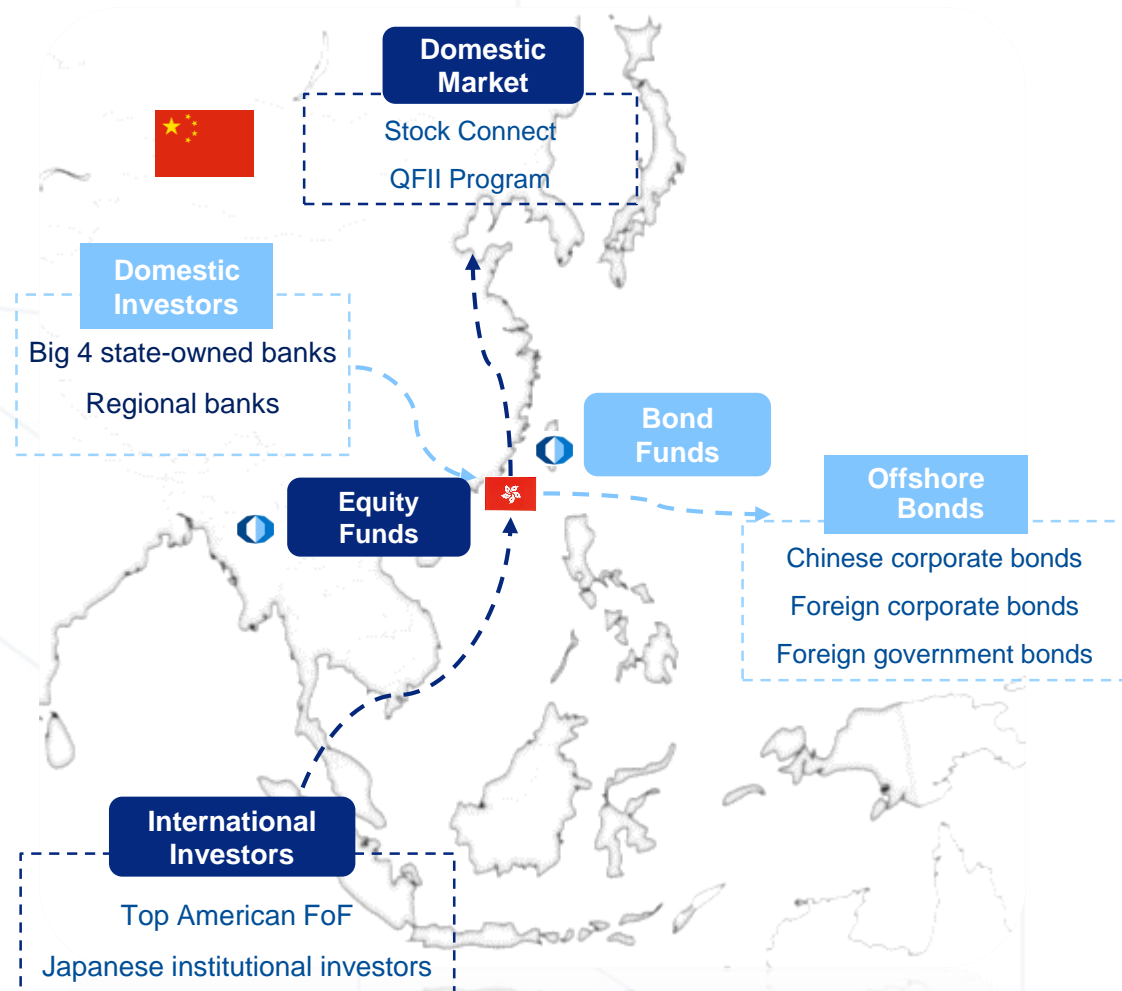 Domestic
Market
Stock Connect
QFII Program
Domestic
Investors
Big 4 state-owned banks
Regional banks
Bond
Funds
Equity
Funds
Offshore
Bonds
Chinese corporate bonds
Foreign corporate bonds
Foreign government bonds
International
Investors
Top American FoF
Japanese institutional investors